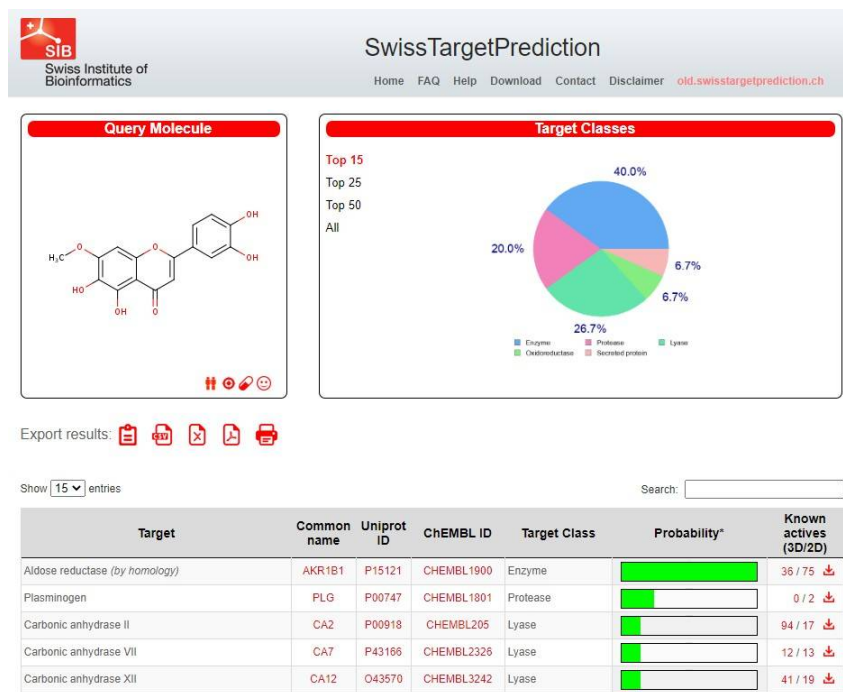 SIB
Swiss Institute of
Bioinformatics
SwissTargetPrediction
Home FAQ Help Download Contact Disclaimer old.swisstargetprediction.ch
Query Molecule
OH
OH
O
O
H₃C
HO
OH
O
Target Classes
Top 15
Top 25
Top 50
All
40.0%
20.0%
6.7%
6.7%
26.7%
Enzyme Protease Lyase
Oxidoreductase Secreted protein
Export results: CSV
Show 15 entries
Search:
Target Common name Uniprot ID ChEMBL ID Target Class Probability* Known actives (3D/2D)
Aldose reductase (by homology) AKR1B1 P15121 CHEMBL1900 Enzyme 36 / 75
Plasminogen PLG P00747 CHEMBL1801 Protease 0 / 2
Carbonic anhydrase II CA2 P00918 CHEMBL205 Lyase 94 / 17
Carbonic anhydrase VII CA7 P43166 CHEMBL2326 Lyase 12 / 13
Carbonic anhydrase XII CA12 O43570 CHEMBL3242 Lyase 41 / 19